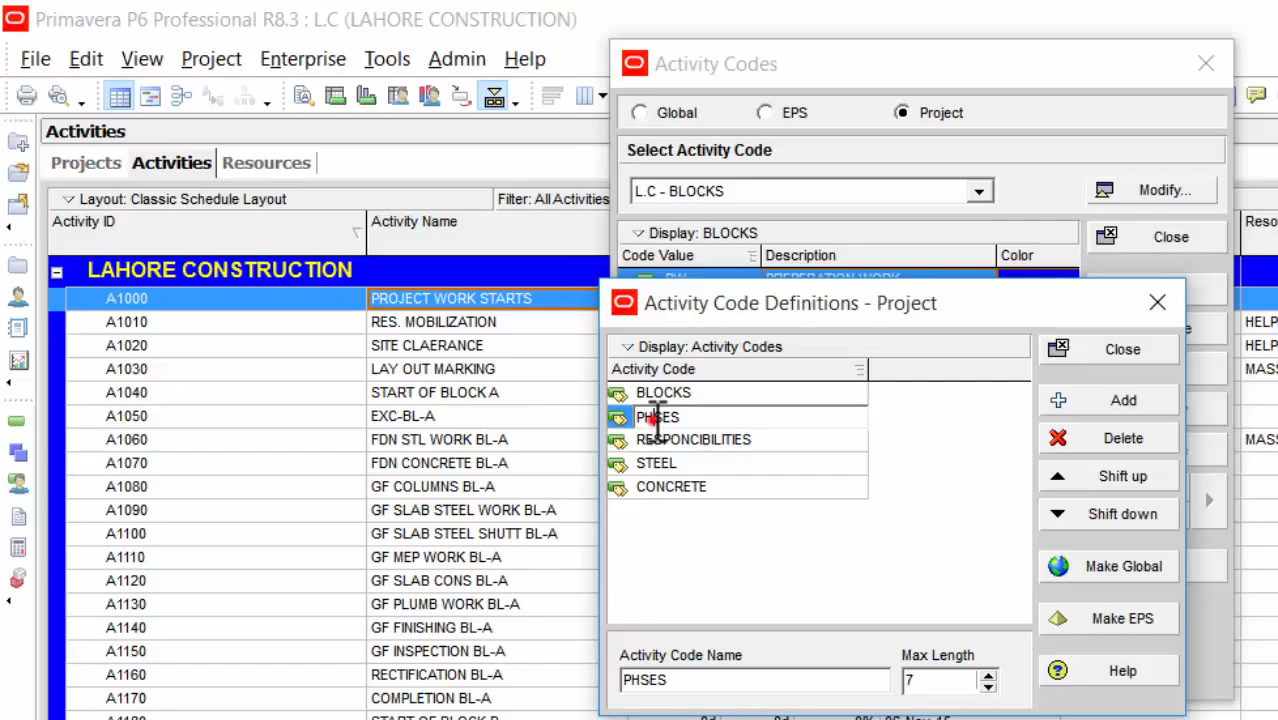 Primavera P6 Professional R8.3 : L.C (LAHORE CONSTRUCTION)
File Edit View Project Enterprise Tools Admin Help
Activities
Projects Activities Resources
Layout: Classic Schedule Layout Filter: All Activities
Activity ID Activity Name
LAHORE CONSTRUCTION
A1000 PROJECT WORK STARTS
A1010 RES. MOBILIZATION
A1020 SITE CLAERANCE
A1030 LAY OUT MARKING
A1040 START OF BLOCK A
A1050 EXC-BL-A
A1060 FDN STL WORK BL-A
A1070 FDN CONCRETE BL-A
A1080 GF COLUMNS BL-A
A1090 GF SLAB STEEL WORK BL-A
A1100 GF SLAB STEEL SHUTT BL-A
A1110 GF MEP WORK BL-A
A1120 GF SLAB CONS BL-A
A1130 GF PLUMB WORK BL-A
A1140 GF FINISHING BL-A
A1150 GF INSPECTION BL-A
A1160 RECTIFICATION BL-A
A1170 COMPLETION BL-A
A1180 START OF BLOCK B 0d 0d 0% 06-Nov-15
Activity Codes
Global EPS Project
Select Activity Code
L.C - BLOCKS Modify...
Display: BLOCKS Close
Code Value Description Color
PREPERATION WORK
Activity Code Definitions - Project
Display: Activity Codes
Activity Code
BLOCKS
PHSES
RESPONCIBILITIES
STEEL
CONCRETE
Close
Add
Delete
Shift up
Shift down
Make Global
Make EPS
Help
Activity Code Name Max Length
PHSES 7
Reso
HELP
HELP
MASS
MASS